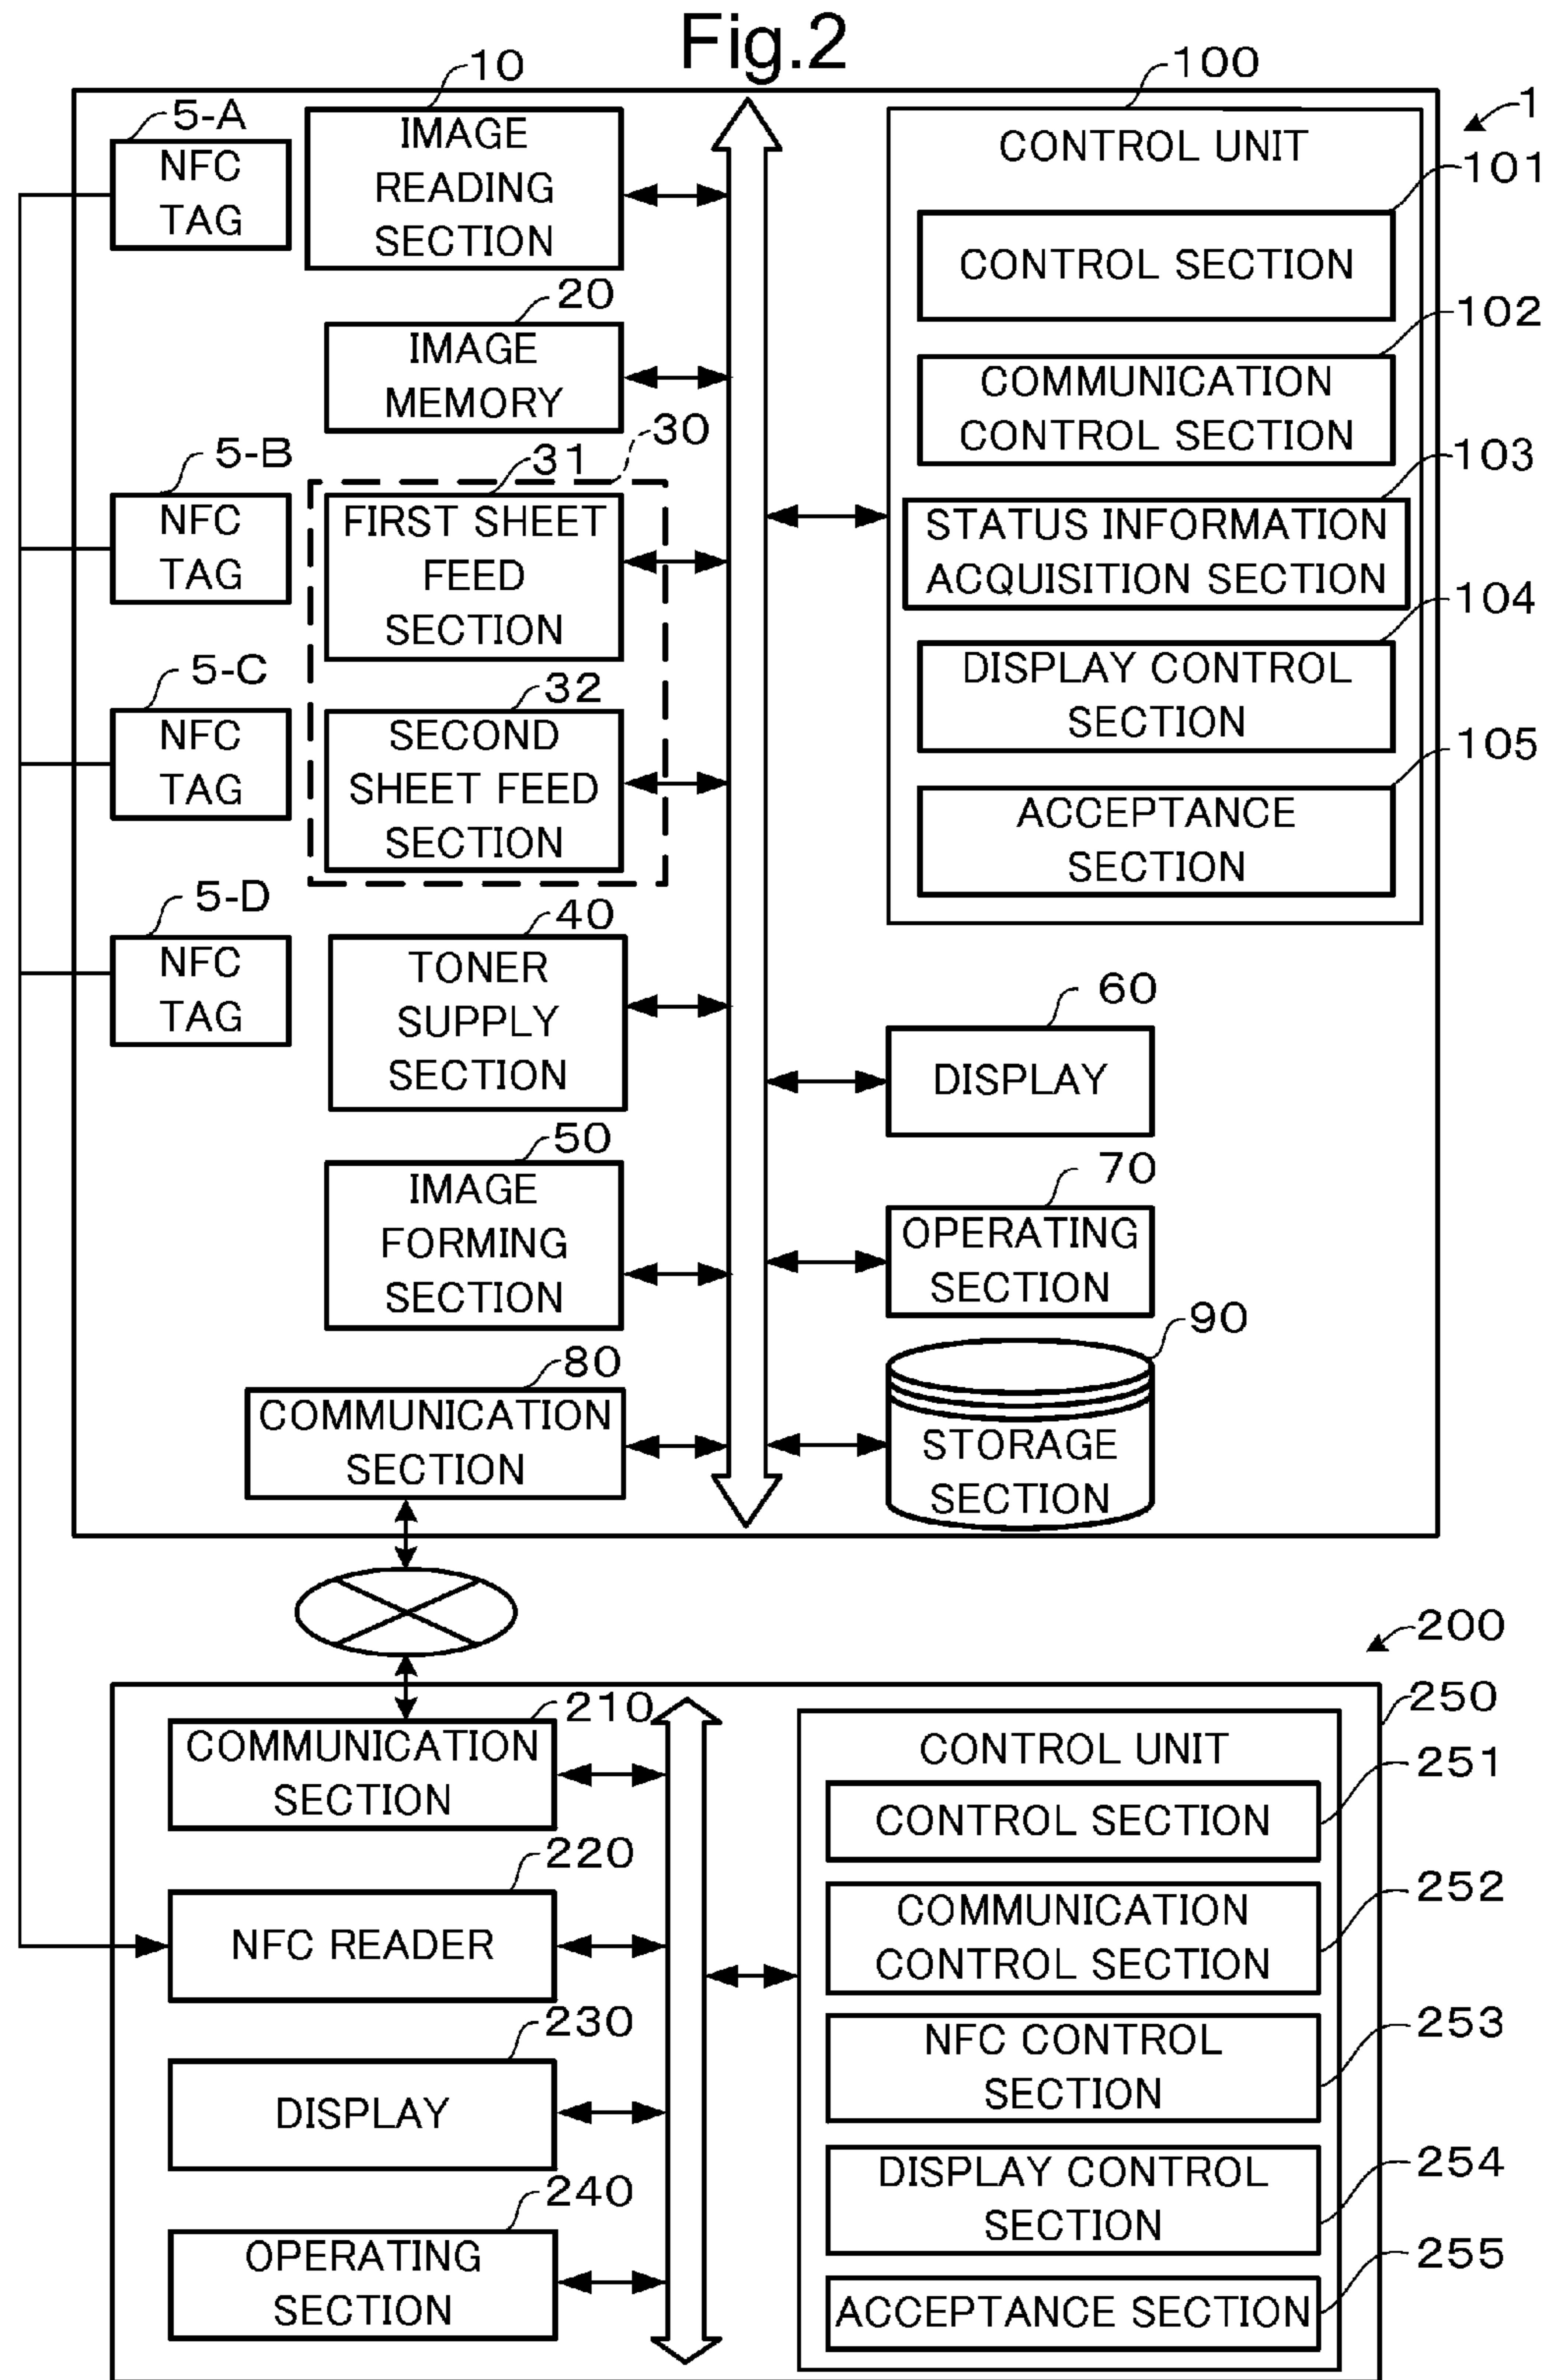 Fig.2
10
100
1
5-A
NFC
TAG
IMAGE
READING
SECTION
CONTROL UNIT
101
CONTROL SECTION
20
IMAGE
MEMORY
102
COMMUNICATION
CONTROL SECTION
30
5-B
NFC
TAG
31
FIRST SHEET
FEED
SECTION
103
STATUS INFORMATION
ACQUISITION SECTION
5-C
NFC
TAG
32
SECOND
SHEET FEED
SECTION
104
DISPLAY CONTROL
SECTION
105
ACCEPTANCE
SECTION
5-D
NFC
TAG
40
TONER
SUPPLY
SECTION
60
DISPLAY
50
IMAGE
FORMING
SECTION
70
OPERATING
SECTION
80
COMMUNICATION
SECTION
90
STORAGE
SECTION
200
210
COMMUNICATION
SECTION
250
CONTROL UNIT
251
CONTROL SECTION
220
NFC READER
252
COMMUNICATION
CONTROL SECTION
230
DISPLAY
253
NFC CONTROL
SECTION
240
OPERATING
SECTION
254
DISPLAY CONTROL
SECTION
255
ACCEPTANCE SECTION